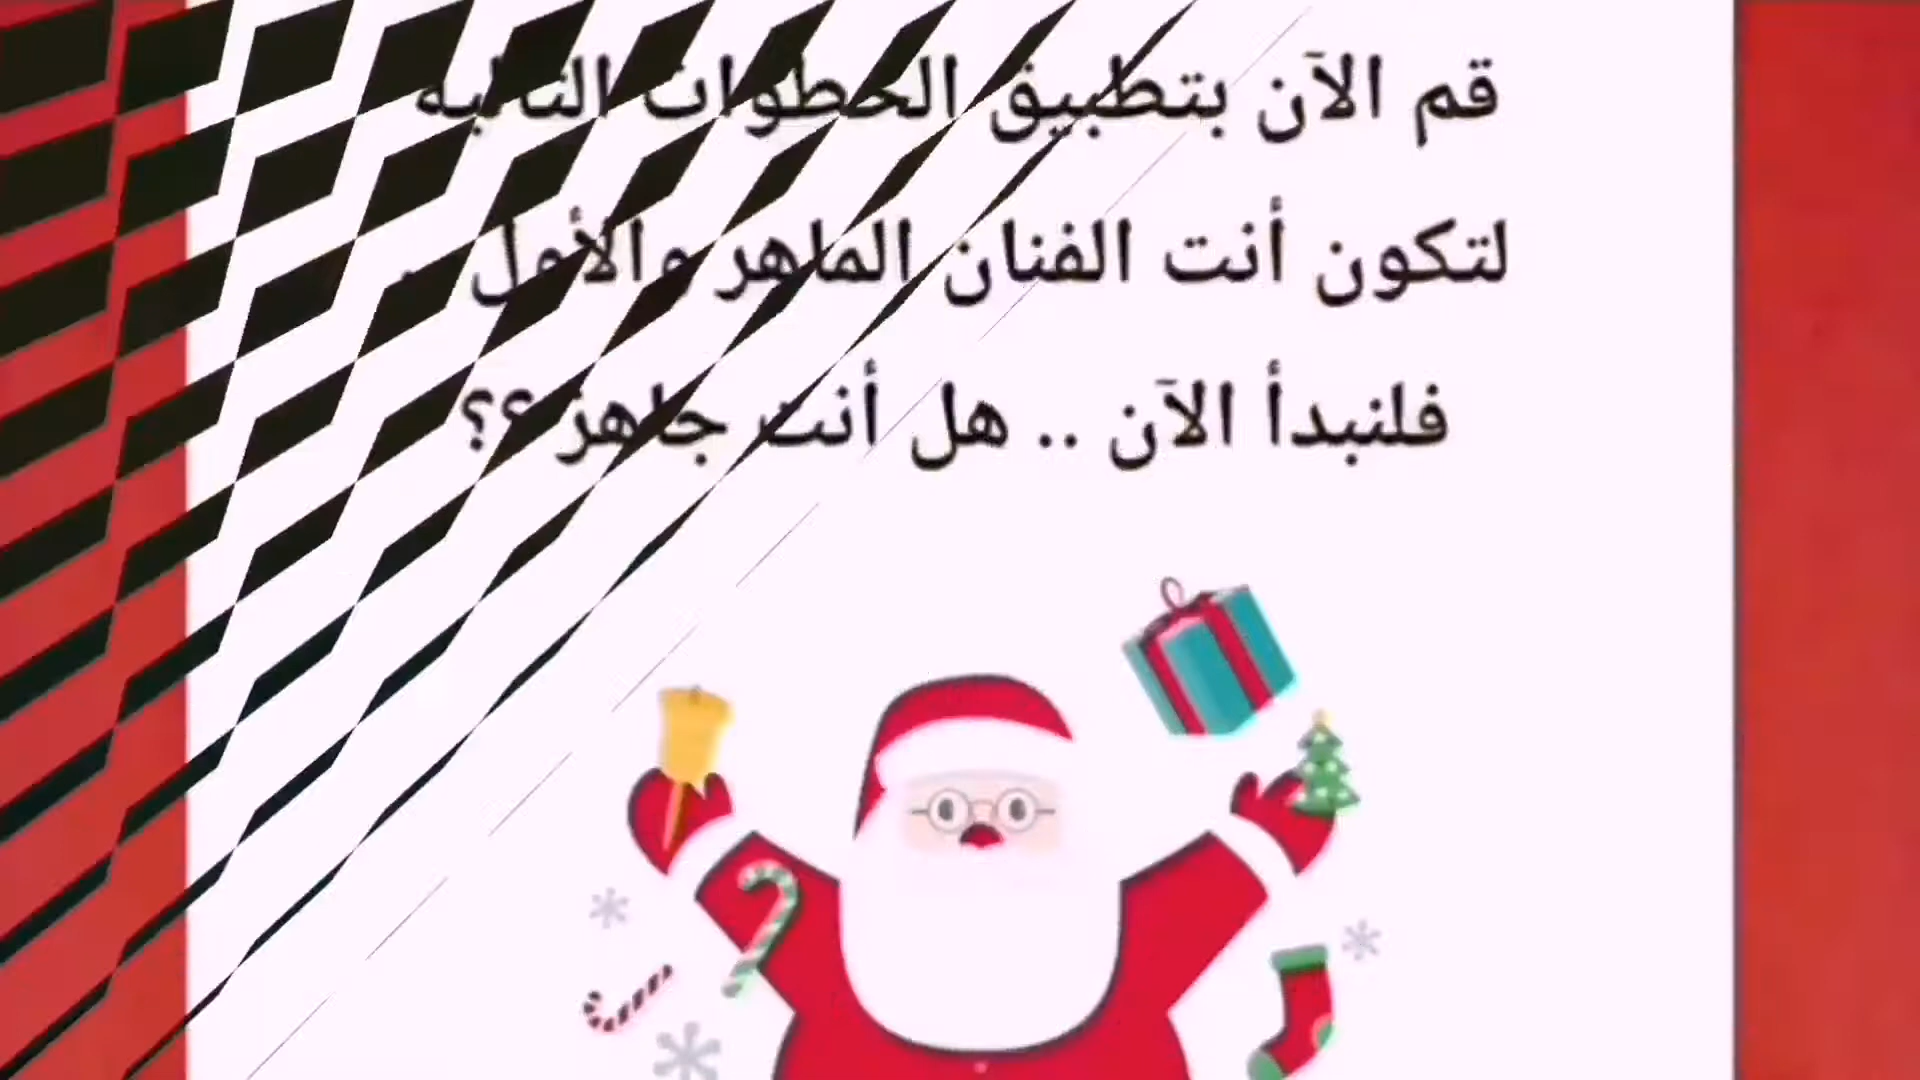 قم الآن بتطبيق الخطوات التالية
لتكون أنت الفنان الماهر والأول .
فلنبدأ الآن .. هل أنت جاهز ؟؟